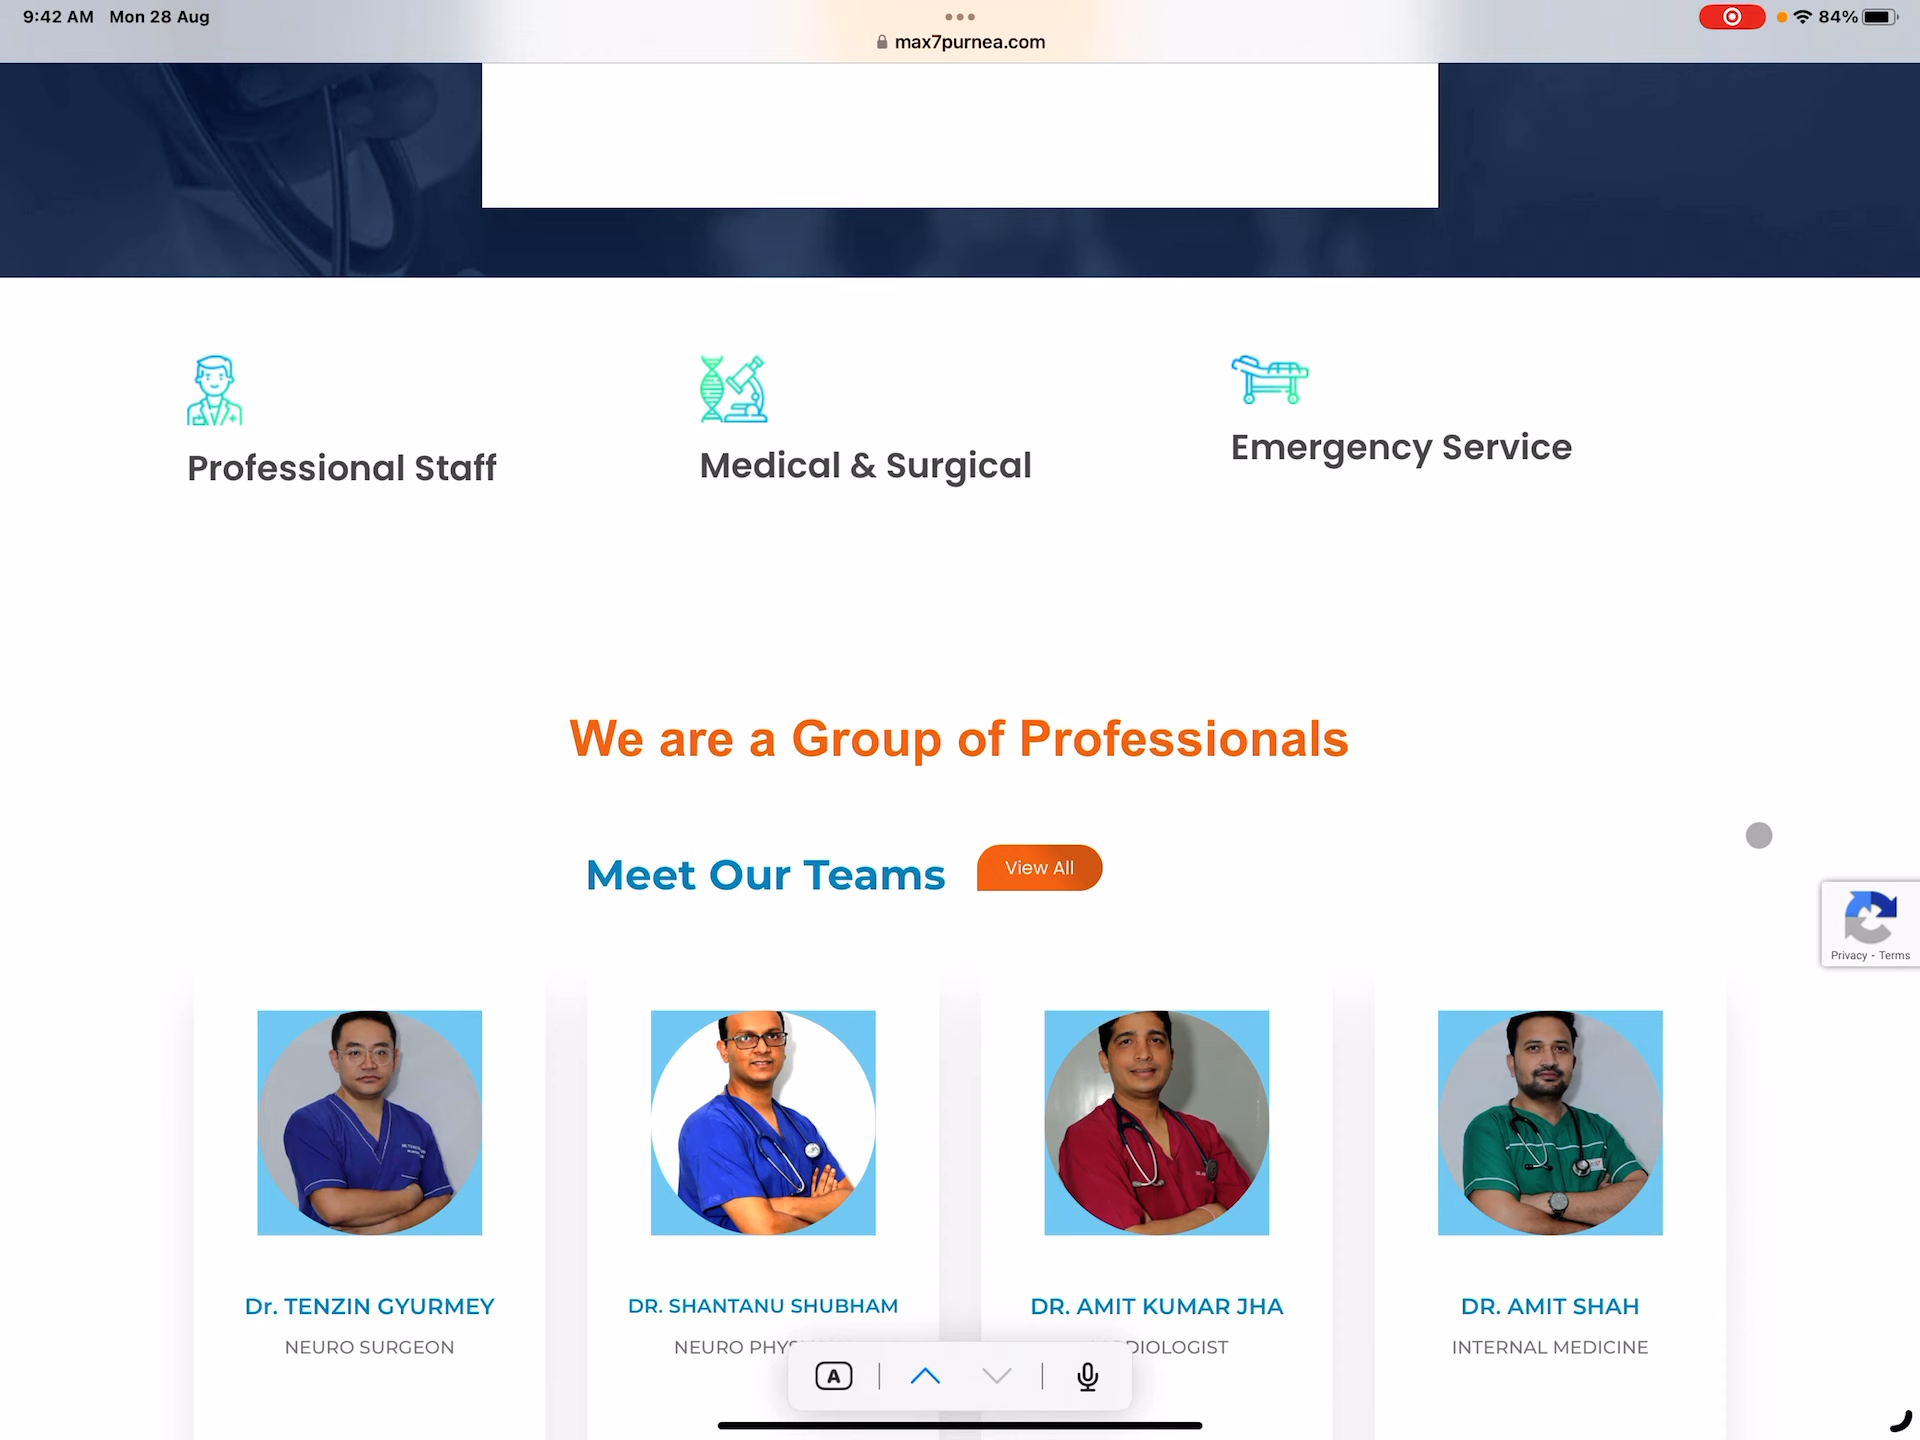 9:42 AM Mon 28 Aug
84%
max7purnea.com
Professional Staff
Medical & Surgical
Emergency Service
We are a Group of Professionals
Meet Our Teams
View All
Privacy - Terms
Dr. TENZIN GYURMEY
DR. SHANTANU SHUBHAM
DR. AMIT KUMAR JHA
DR. AMIT SHAH
NEURO SURGEON
NEURO
INTERNAL MEDICINE
A